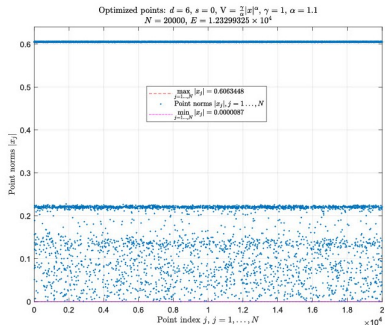 Optimized points: d = 6, s = 0, V = γ/α |x|^α, γ = 1, α = 1.1
N = 20000, E = 1.23299325 × 10^4
max_{j=1...,N} |x_j| = 0.6063448
Point norms |x_j|, j = 1...,N
min_{j=1...,N} |x_j| = 0.0000087
Point norms |x_j|
0.6
0.5
0.4
0.3
0.2
0.1
0
0 0.2 0.4 0.6 0.8 1 1.2 1.4 1.6 1.8 2
×10^4
Point index j, j = 1,...,N